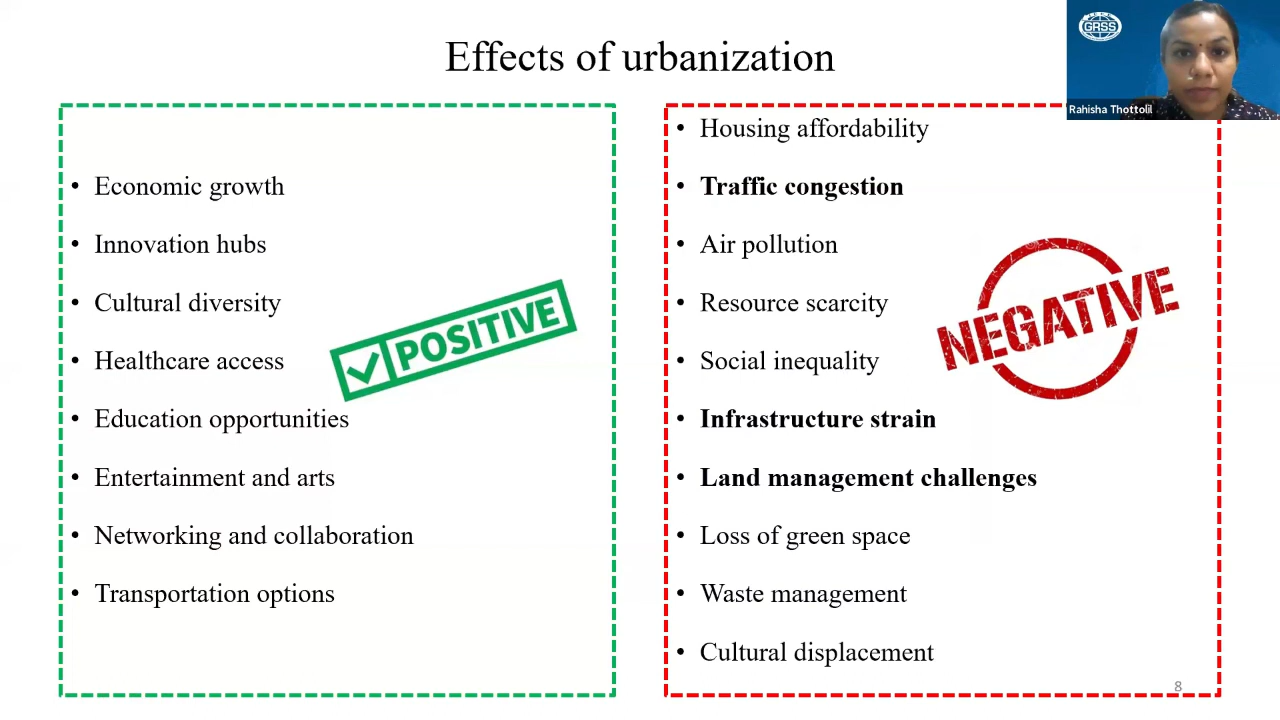 Effects of urbanization
GRSS
Rahisha Thottolil
• Economic growth
• Innovation hubs
• Cultural diversity
• Healthcare access
• Education opportunities
• Entertainment and arts
• Networking and collaboration
• Transportation options
POSITIVE
• Housing affordability
• Traffic congestion
• Air pollution
• Resource scarcity
• Social inequality
• Infrastructure strain
• Land management challenges
• Loss of green space
• Waste management
• Cultural displacement
NEGATIVE
8